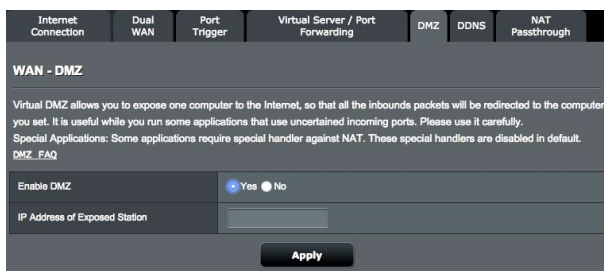 Internet Connection
Dual WAN
Port Trigger
Virtual Server / Port Forwarding
DMZ
DDNS
NAT Passthrough
WAN - DMZ
Virtual DMZ allows you to expose one computer to the Internet, so that all the inbounds packets will be redirected to the computer
you set. It is useful while you run some applications that use uncertained incoming ports. Please use it carefully.
Special Applications: Some applications require special handler against NAT. These special handlers are disabled in default.
DMZ FAQ
Enable DMZ
Yes No
IP Address of Exposed Station
Apply